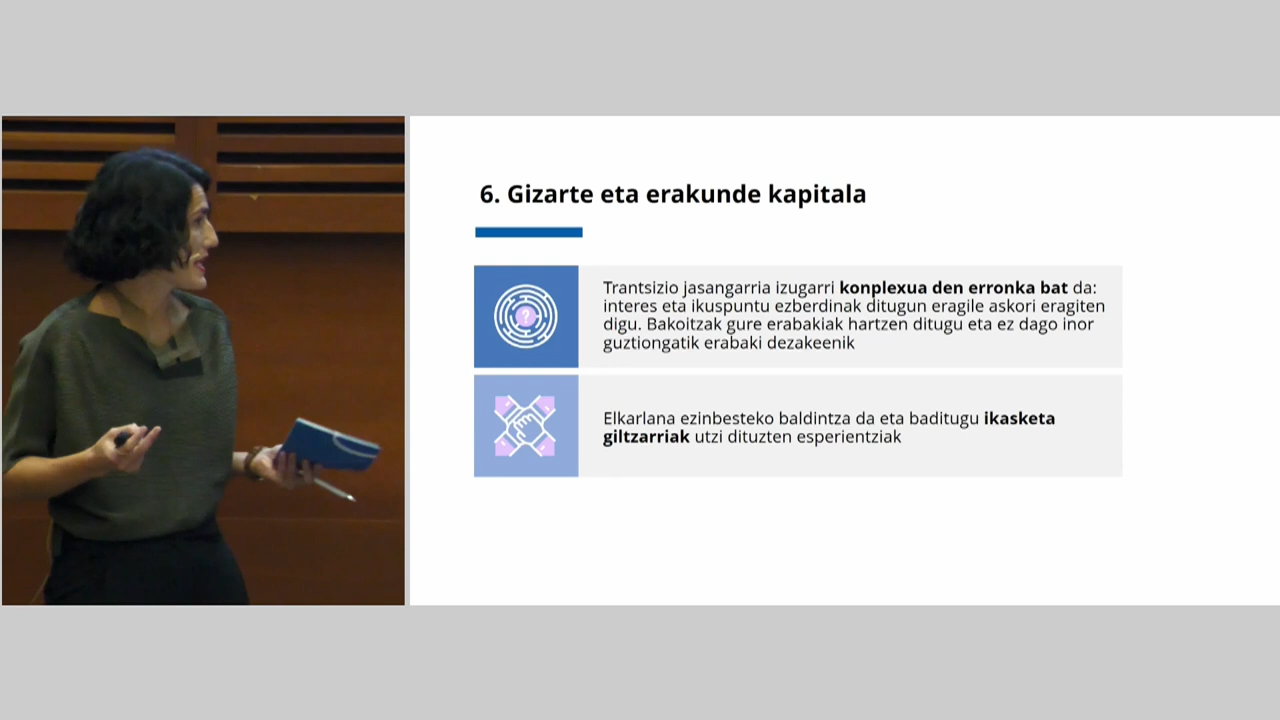 6. Gizarte eta erakunde kapitala
Trantsizio jasangarria izugarri konplexua den erronka bat da:
interes eta ikuspuntu ezberdinak ditugun eragile askori eragiten
digu. Bakoitzak gure erabakiak hartzen ditugu eta ez dago inor
guztiongatik erabaki dezakeenik
?
Elkarlana ezinbesteko baldintza da eta baditugu ikasketa
giltzarriak utzi dituzten esperientziak